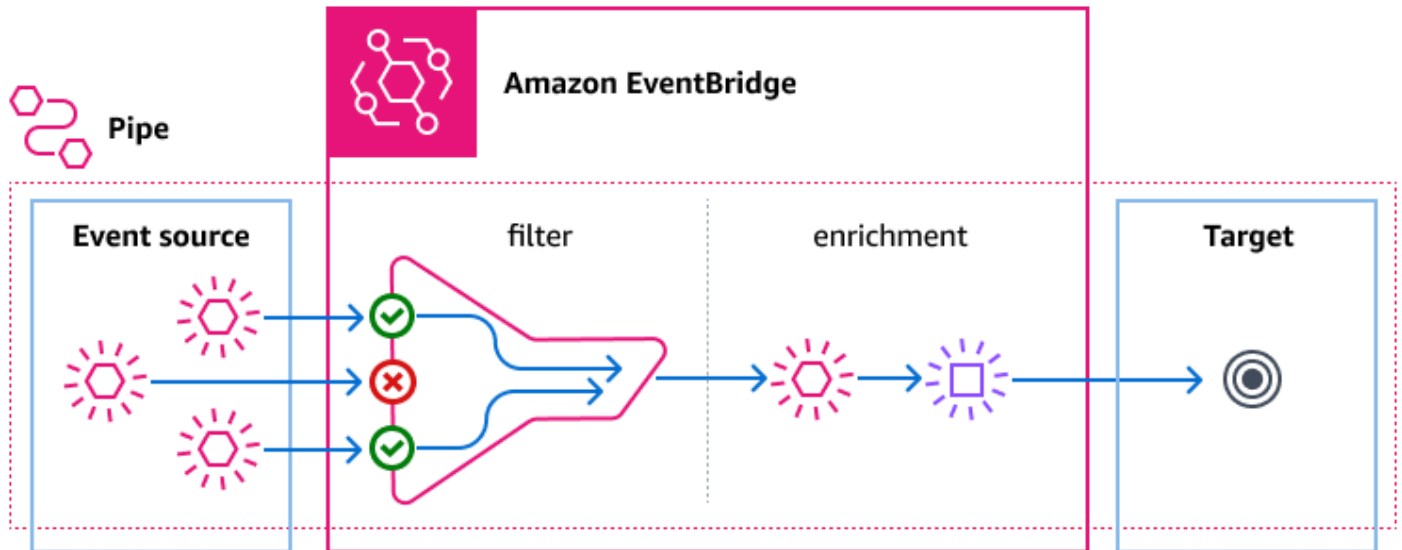 Amazon EventBridge
Pipe
Event source
filter
enrichment
Target